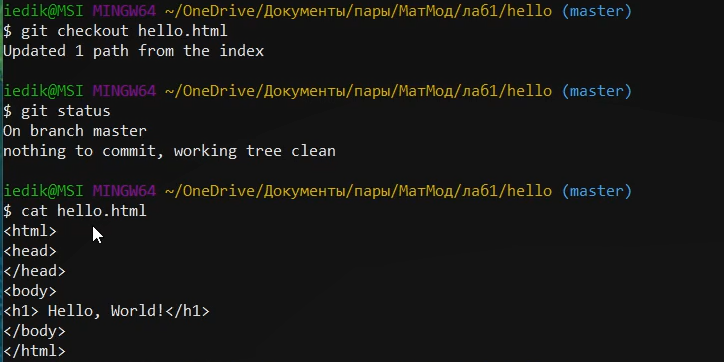 iedik@MSI MINGW64 ~/OneDrive/Документы/пары/МатМод/лаб1/hello (master)
$ git checkout hello.html
Updated 1 path from the index
iedik@MSI MINGW64 ~/OneDrive/Документы/пары/МатМод/лаб1/hello (master)
$ git status
On branch master
nothing to commit, working tree clean
iedik@MSI MINGW64 ~/OneDrive/Документы/пары/МатМод/лаб1/hello (master)
$ cat hello.html
<html>
<head>
</head>
<body>
<h1> Hello, World!</h1>
</body>
</html>